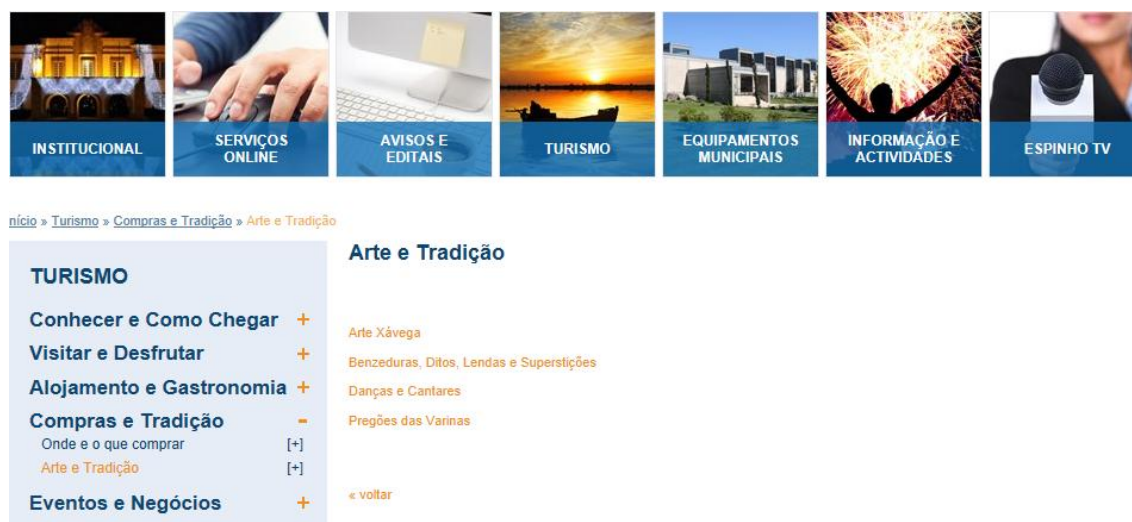 INSTITUCIONAL
SERVIÇOS
ONLINE
AVISOS E
EDITAIS
TURISMO
EQUIPAMENTOS
MUNICIPAIS
INFORMAÇÃO E
ACTIVIDADES
ESPINHO TV
nício » Turismo » Compras e Tradição » Arte e Tradição
TURISMO
Conhecer e Como Chegar +
Visitar e Desfrutar +
Alojamento e Gastronomia +
Compras e Tradição -
Onde e o que comprar [+]
Arte e Tradição [+]
Eventos e Negócios +
Arte e Tradição
Arte Xávega
Benzeduras, Ditos, Lendas e Superstições
Danças e Cantares
Pregões das Varinas
« voltar